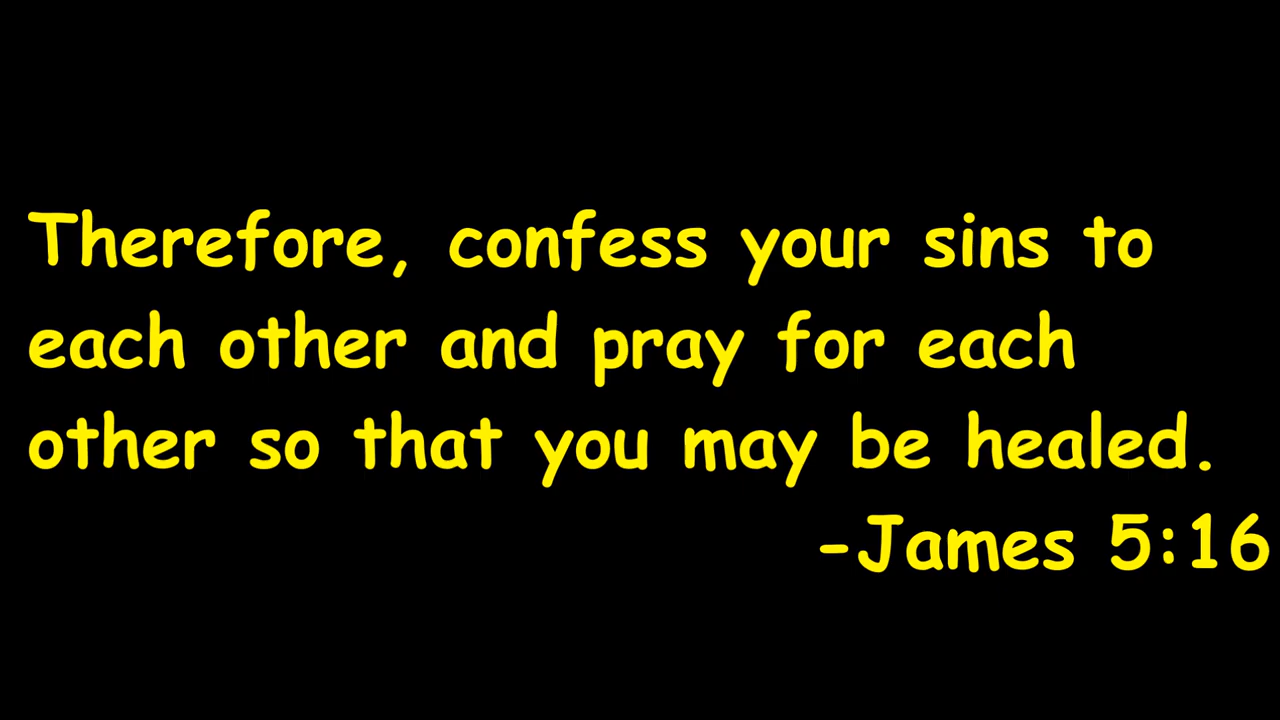 Therefore, confess your sins to
each other and pray for each
other so that you may be healed.
-James 5:16